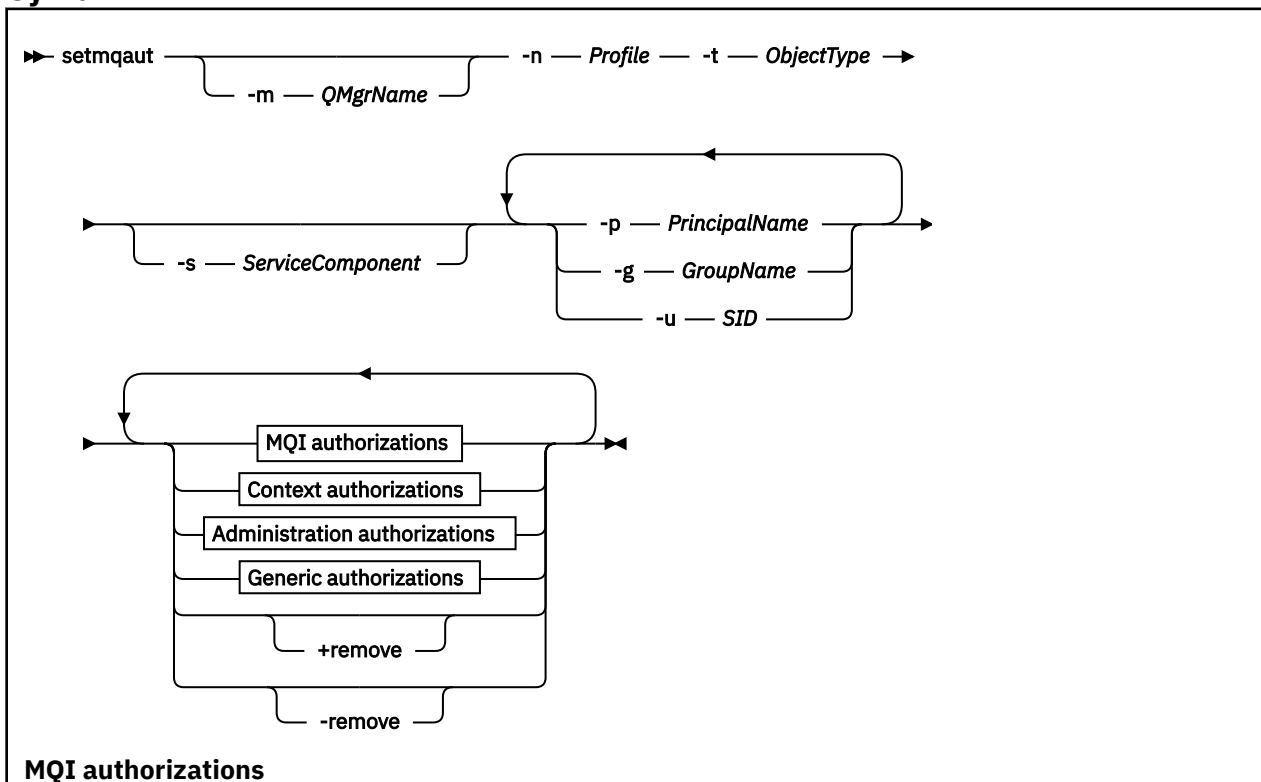 setmqaut -m QMgrName -n Profile -t ObjectType
-s ServiceComponent -p PrincipalName
-g GroupName
-u SID
MQI authorizations
Context authorizations
Administration authorizations
Generic authorizations
+remove
-remove
MQI authorizations